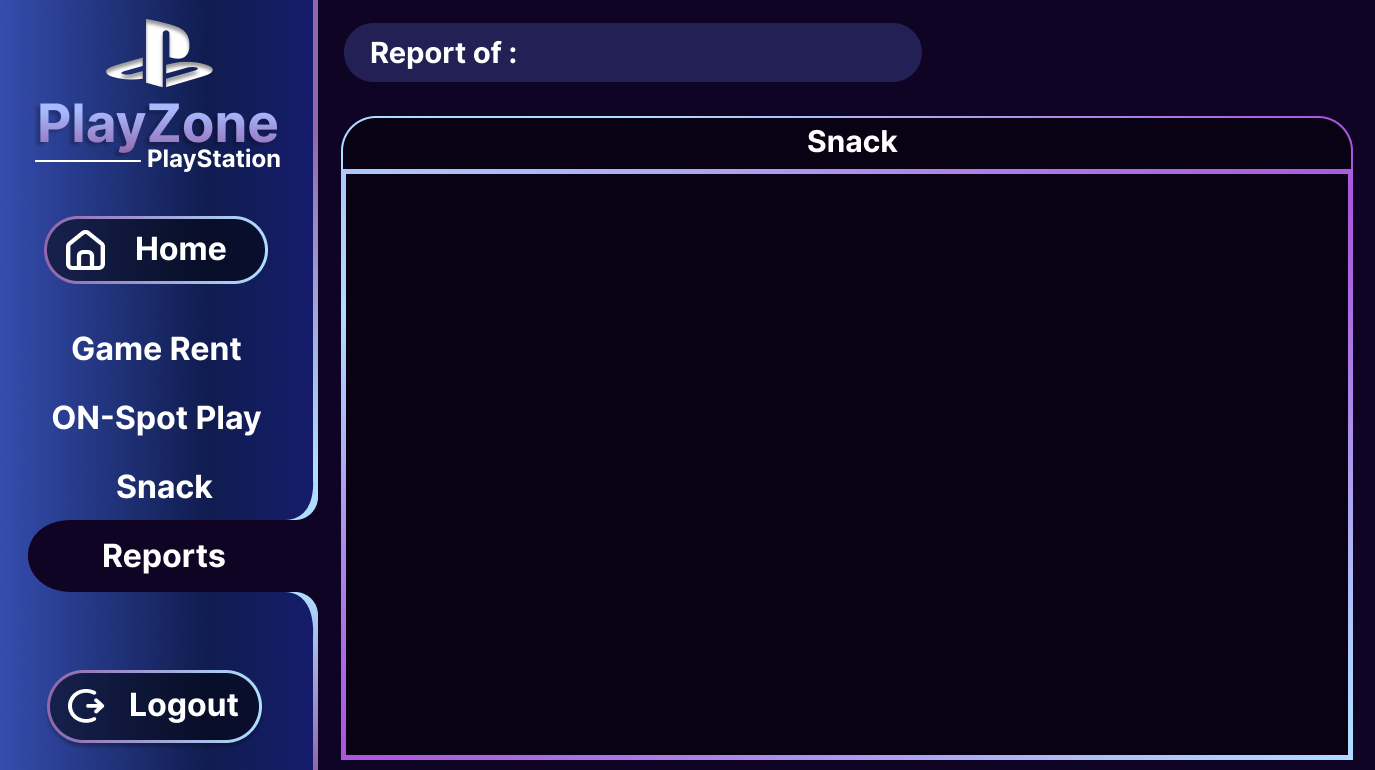 PlayZone
PlayStation
Home
Game Rent
ON-Spot Play
Snack
Reports
Logout
Report of :
Snack